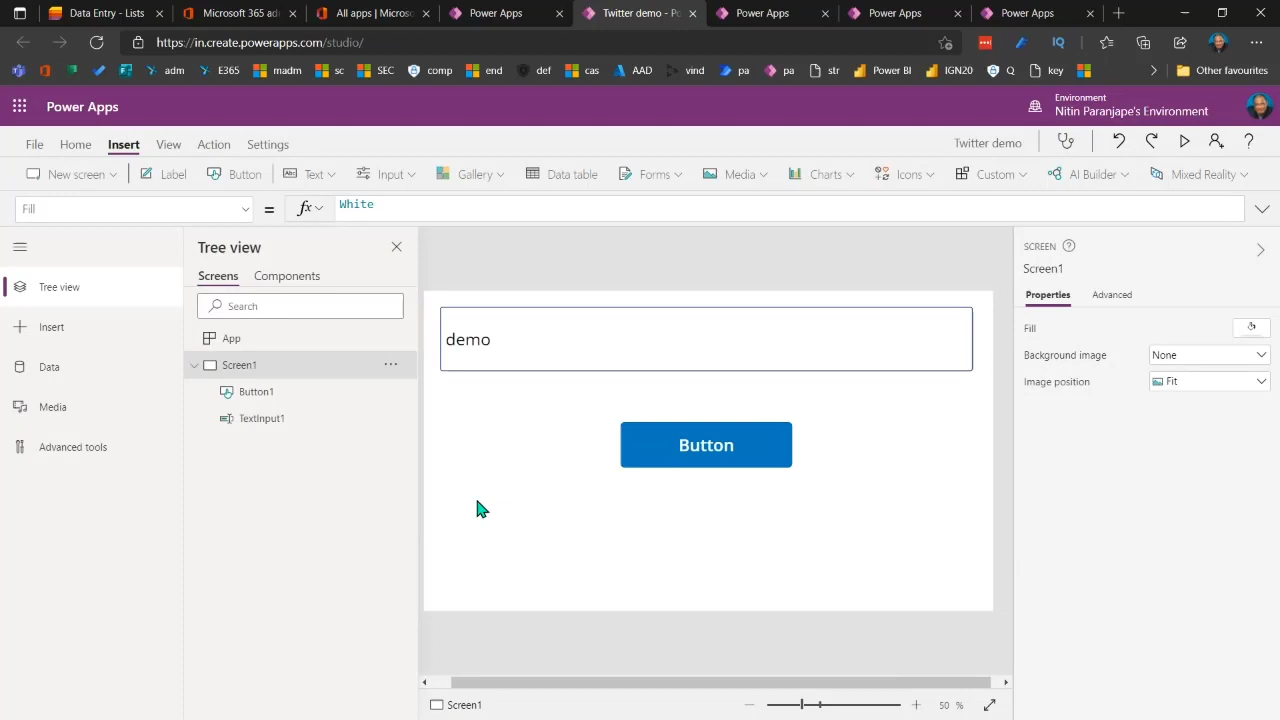 Data Entry - Lists
Microsoft 365 adm
All apps | Microso
Power Apps
Twitter demo - Po
Power Apps
Power Apps
Power Apps
https://in.create.powerapps.com/studio/
IQ
adm
E365
madm
sc
SEC
comp
end
def
cas
AAD
vind
pa
pa
str
Power BI
IGN20
Q
key
Other favourites
Power Apps
Environment
Nitin Paranjape's Environment
File
Home
Insert
View
Action
Settings
Twitter demo
New screen
Label
Button
Abc Text
Input
Gallery
Data table
Forms
Media
Charts
Icons
Custom
AI Builder
Mixed Reality
Fill
=
fx
White
Tree view
Insert
Data
Media
Advanced tools
Tree view
Screens
Components
Search
App
Screen1
Button1
TextInput1
demo
Button
Screen1
50 %
SCREEN
Screen1
Properties
Advanced
Fill
Background image
None
Image position
Fit